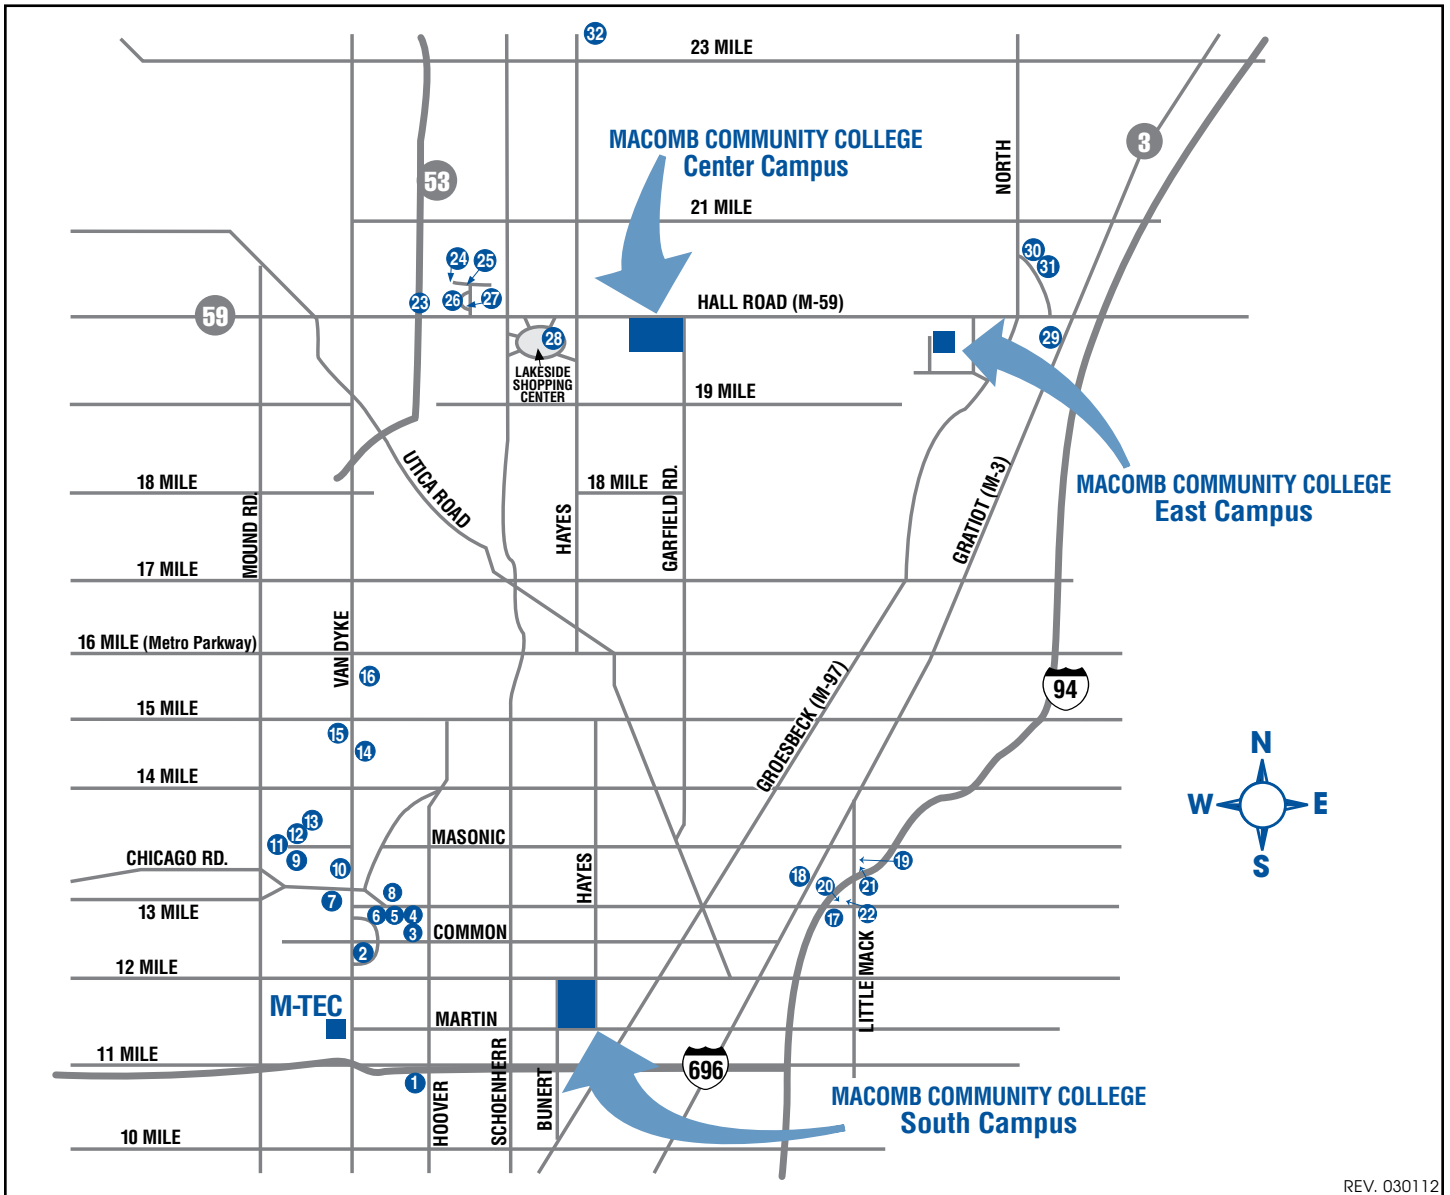 32
23 MILE
MACOMB COMMUNITY COLLEGE
Center Campus
3
NORTH
53
21 MILE
30
31
24
25
26
27
23
59
HALL ROAD (M-59)
28
29
LAKESIDE
SHOPPING
CENTER
19 MILE
UTICA ROAD
18 MILE
18 MILE
MOUND RD.
HAYES
GARFIELD RD.
GRATIOT (M-3)
MACOMB COMMUNITY COLLEGE
East Campus
17 MILE
VAN DYKE
16 MILE (Metro Parkway)
16
94
GROESBECK (M-97)
15 MILE
15
14
N
W
E
S
14 MILE
13
12
11
MASONIC
CHICAGO RD.
9
10
HAYES
19
18
20
21
8
7
13 MILE
6
5
4
17
22
3
COMMON
2
LITTLE MACK
12 MILE
M-TEC
MARTIN
11 MILE
696
1
HOOVER
SCHOENHERR
BUNERT
MACOMB COMMUNITY COLLEGE
South Campus
10 MILE
REV. 030112